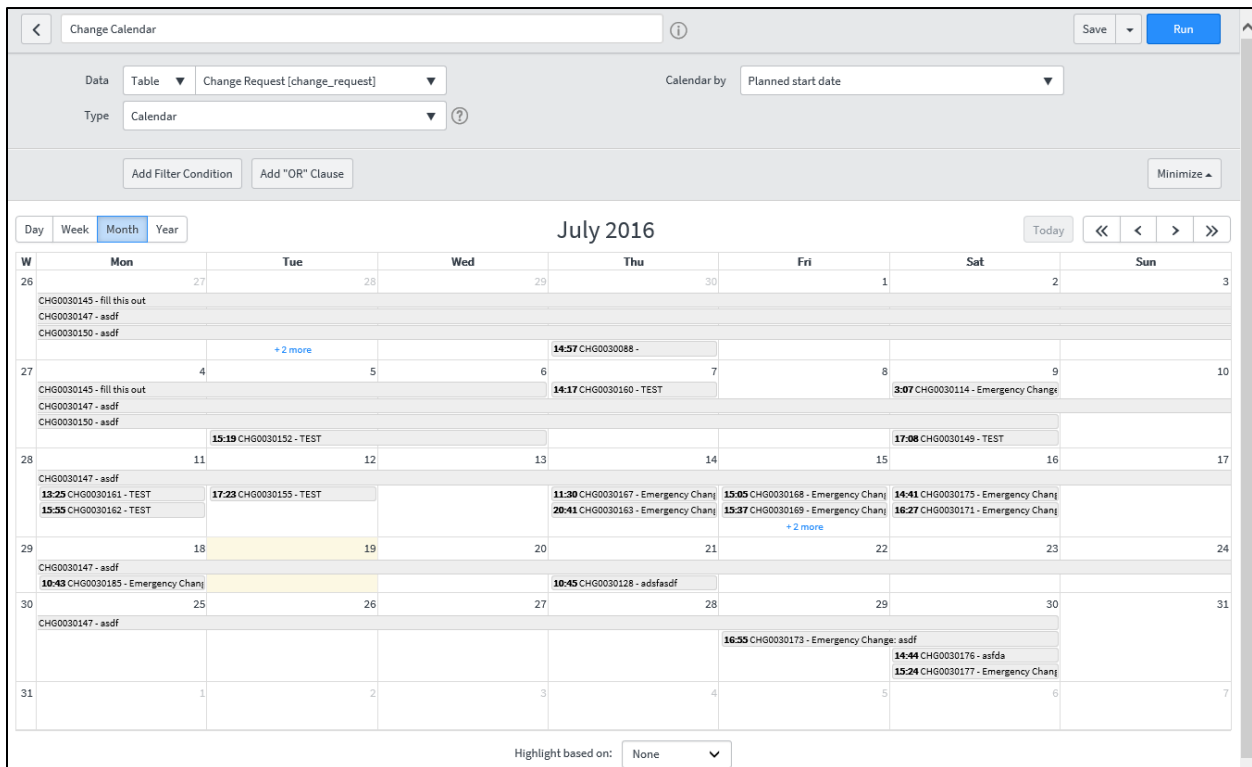 Change Calendar
Save
Run
Data Table Change Request [change_request] Calendar by Planned start date
Type Calendar
Add Filter Condition Add "OR" Clause Minimize
Day Week Month Year July 2016 Today
W Mon Tue Wed Thu Fri Sat Sun
26 27 28 29 30 1 2 3
CHG0030145 - fill this out
CHG0030147 - asdf
CHG0030150 - asdf
+ 2 more 14:57 CHG0030088 -
27 4 5 6 7 8 9 10
CHG0030145 - fill this out 14:17 CHG0030160 - TEST 3:07 CHG0030114 - Emergency Change
CHG0030147 - asdf
CHG0030150 - asdf
15:19 CHG0030152 - TEST 17:08 CHG0030149 - TEST
28 11 12 13 14 15 16 17
CHG0030147 - asdf
13:25 CHG0030161 - TEST 17:23 CHG0030155 - TEST 11:30 CHG0030167 - Emergency Chang 15:05 CHG0030168 - Emergency Chang 14:41 CHG0030175 - Emergency Chang
15:55 CHG0030162 - TEST 20:41 CHG0030163 - Emergency Chang 15:37 CHG0030169 - Emergency Chang 16:27 CHG0030171 - Emergency Chang
+ 2 more
29 18 19 20 21 22 23 24
CHG0030147 - asdf
10:43 CHG0030185 - Emergency Chang 10:45 CHG0030128 - adsfasdf
30 25 26 27 28 29 30 31
CHG0030147 - asdf
16:55 CHG0030173 - Emergency Change: asdf
14:44 CHG0030176 - asfda
15:24 CHG0030177 - Emergency Chang
31 1 2 3 4 5 6 7
Highlight based on: None